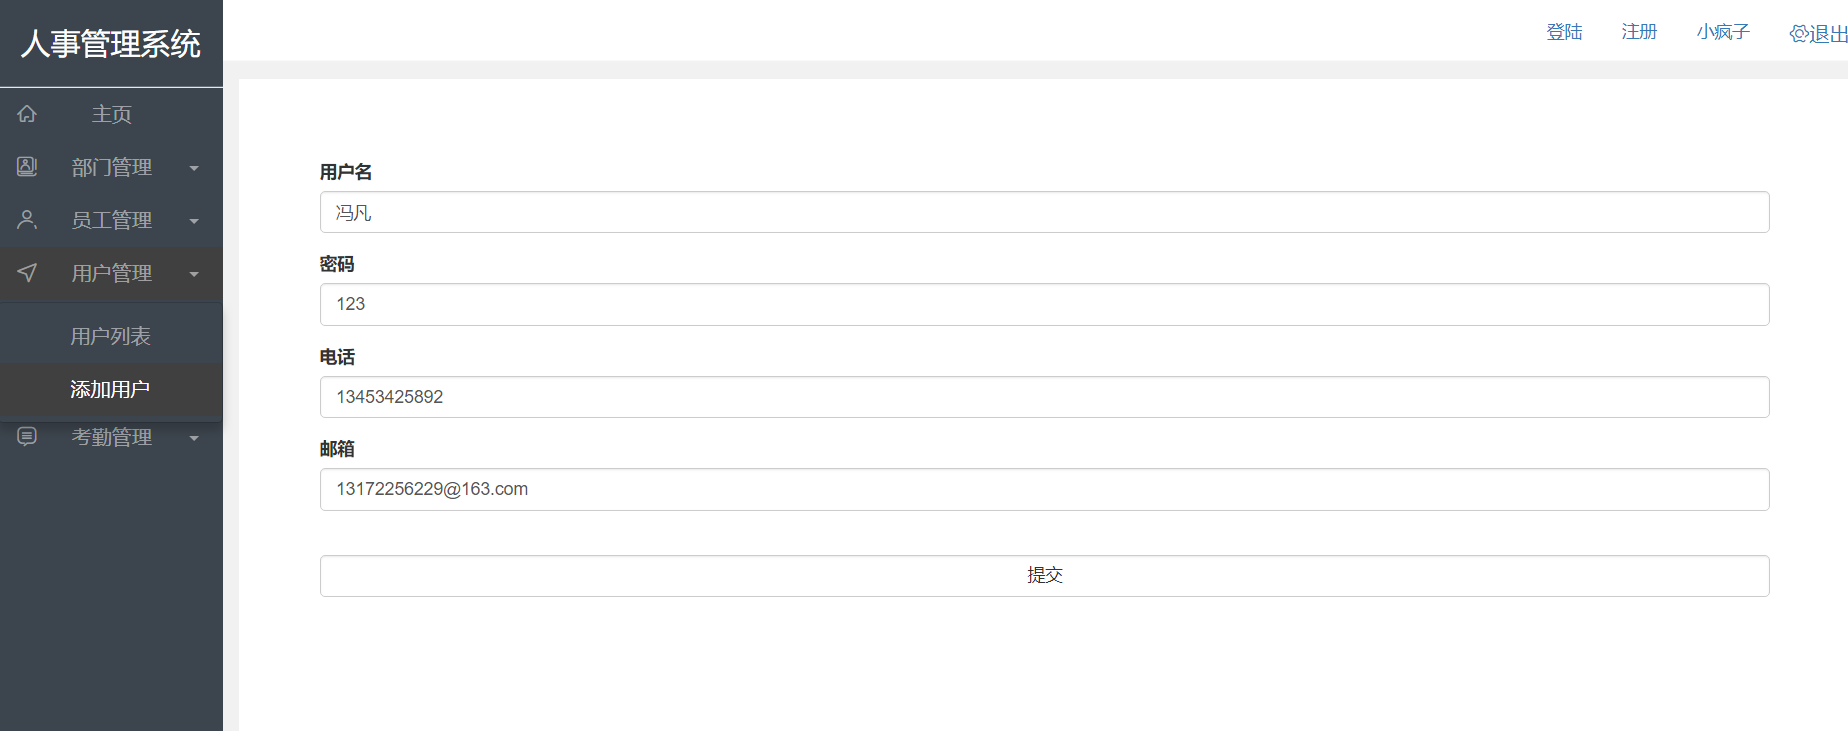 人事管理系统
登陆 注册 小疯子 退出
主页
部门管理
员工管理
用户管理
用户列表
添加用户
考勤管理
用户名
冯凡
密码
123
电话
13453425892
邮箱
13172256229@163.com
提交